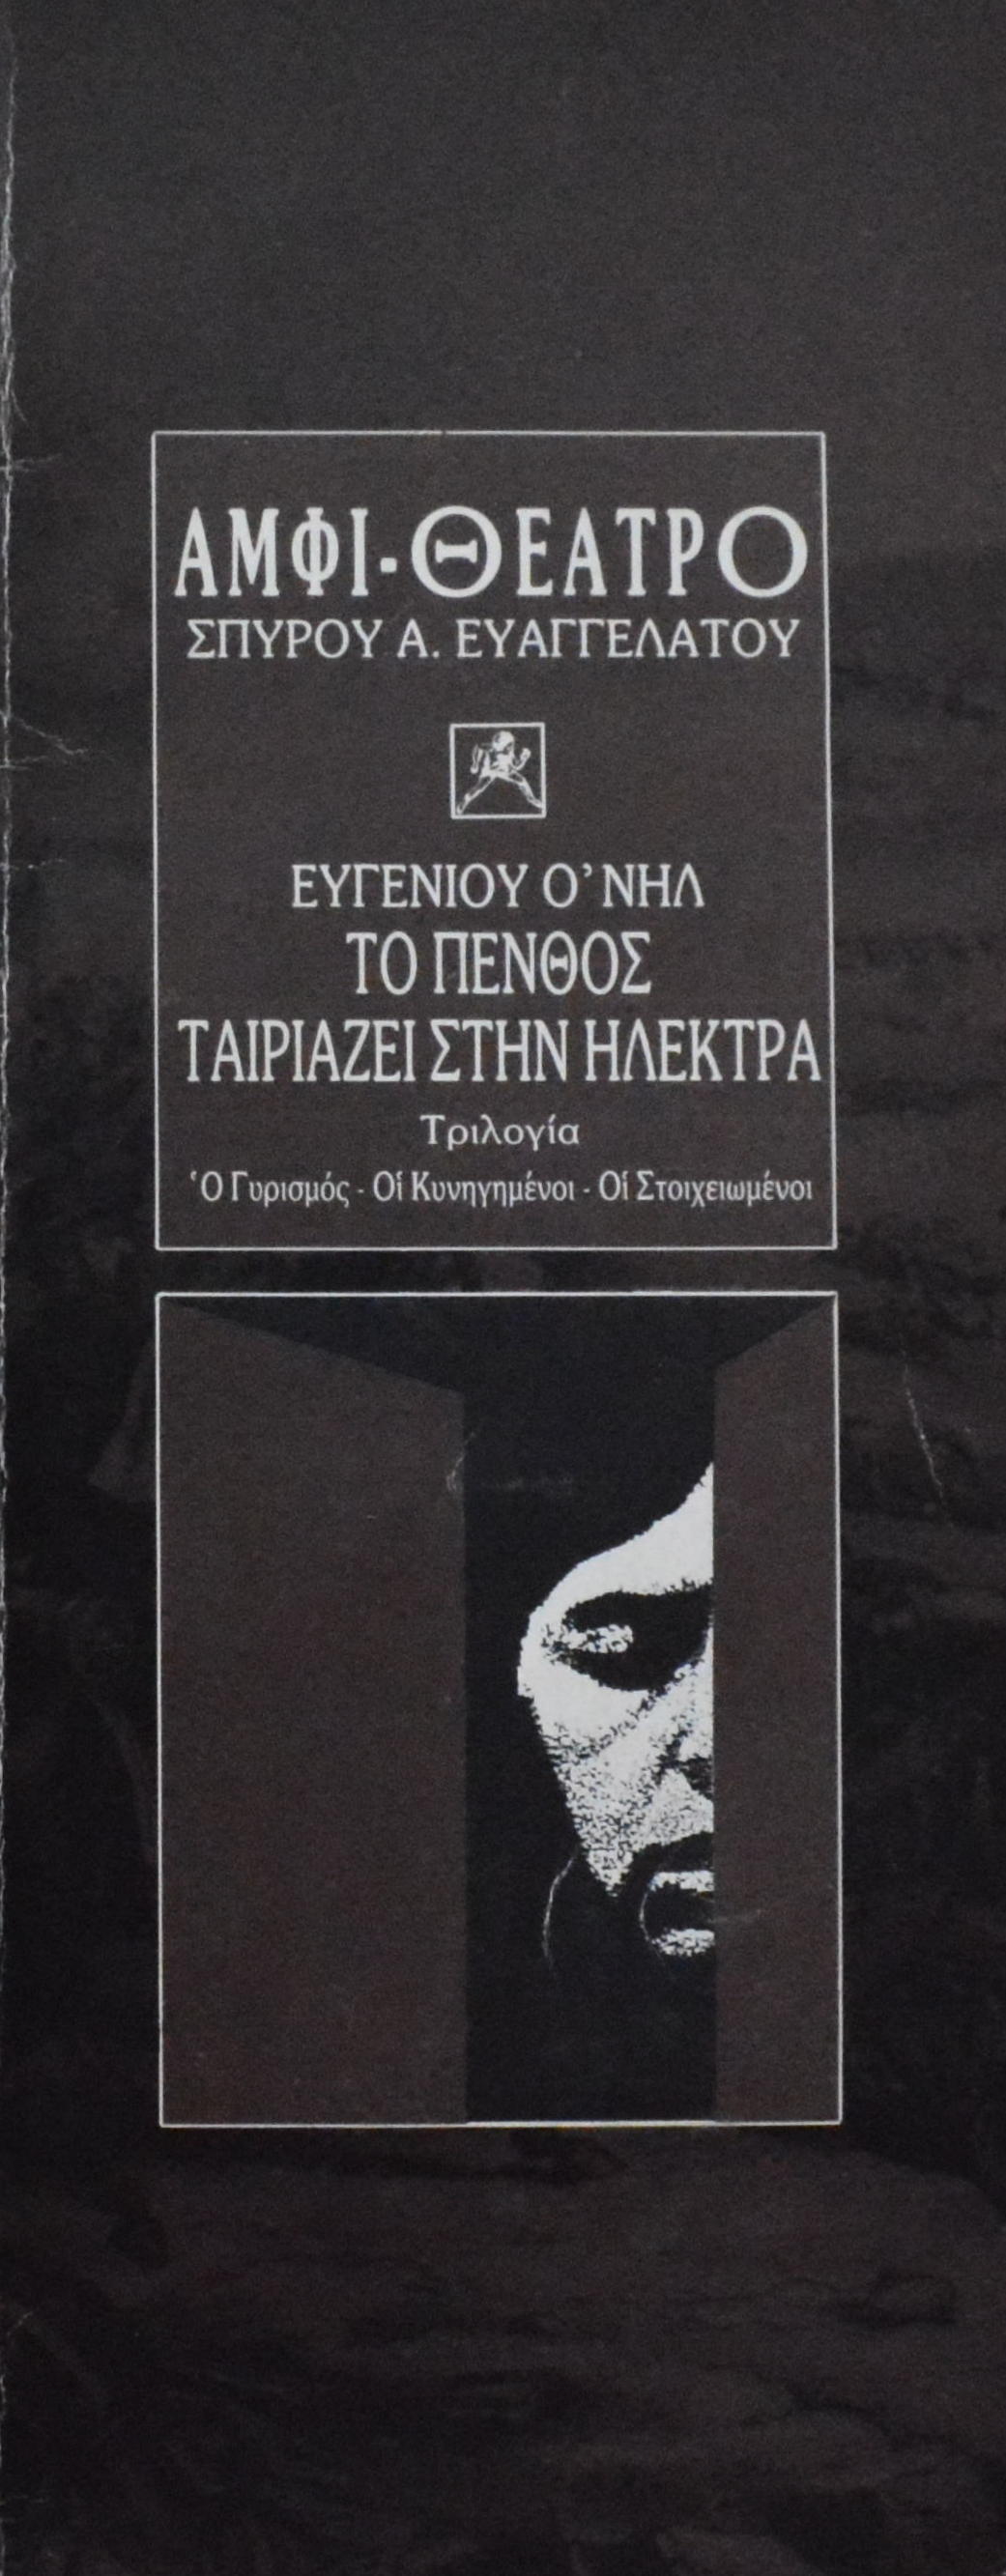 ΑΜΦΙ-ΘΕΑΤΡΟ
ΣΠΥΡΟΥ Α. ΕΥΑΓΓΕΛΑΤΟΥ
ΕΥΓΕΝΙΟΥ Ο’ ΝΗΛ
ΤΟ ΠΕΝΘΟΣ
ΤΑΙΡΙΑΖΕΙ ΣΤΗΝ ΗΛΕΚΤΡΑ
Τριλογία
Ὁ Γυρισμός - Οἱ Κυνηγημένοι - Οἱ Στοιχειωμένοι